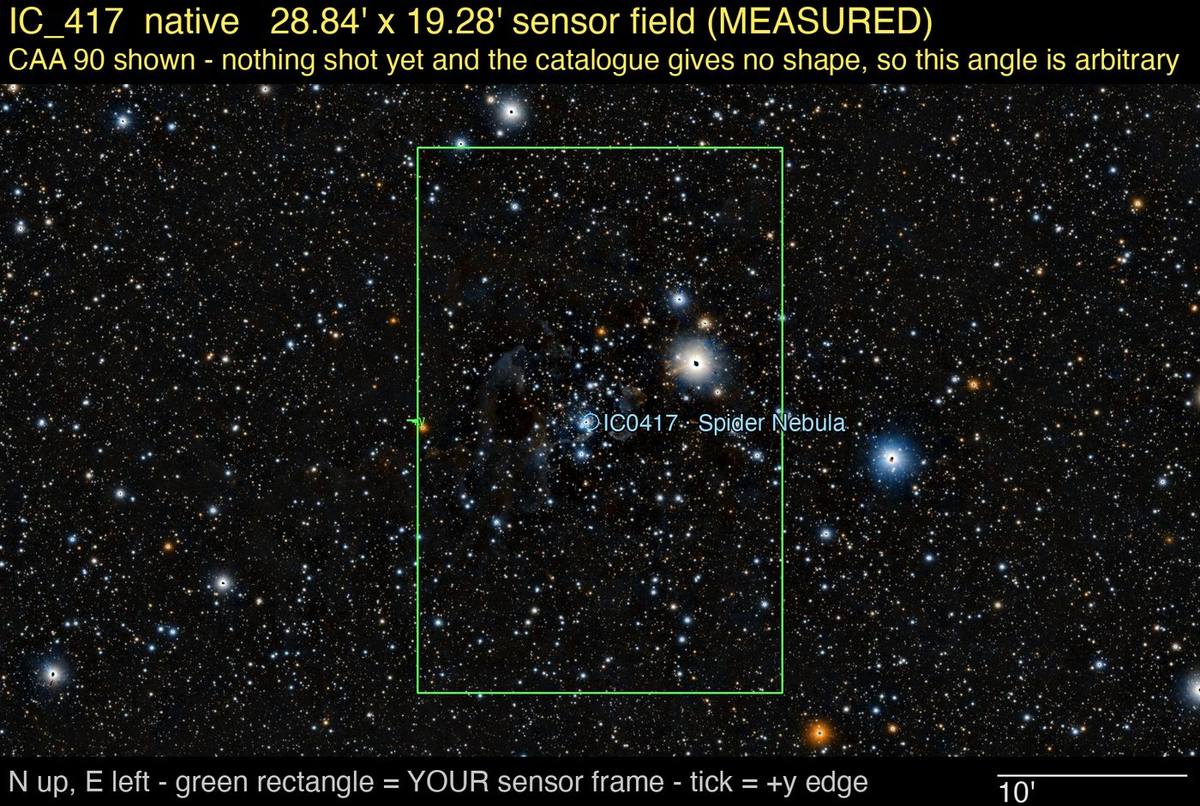 IC_417 native 28.84' x 19.28' sensor field (MEASURED)
CAA 90 shown - nothing shot yet and the catalogue gives no shape, so this angle is arbitrary
IC0417 · Spider Nebula
N up, E left - green rectangle = YOUR sensor frame - tick = +y edge
10'